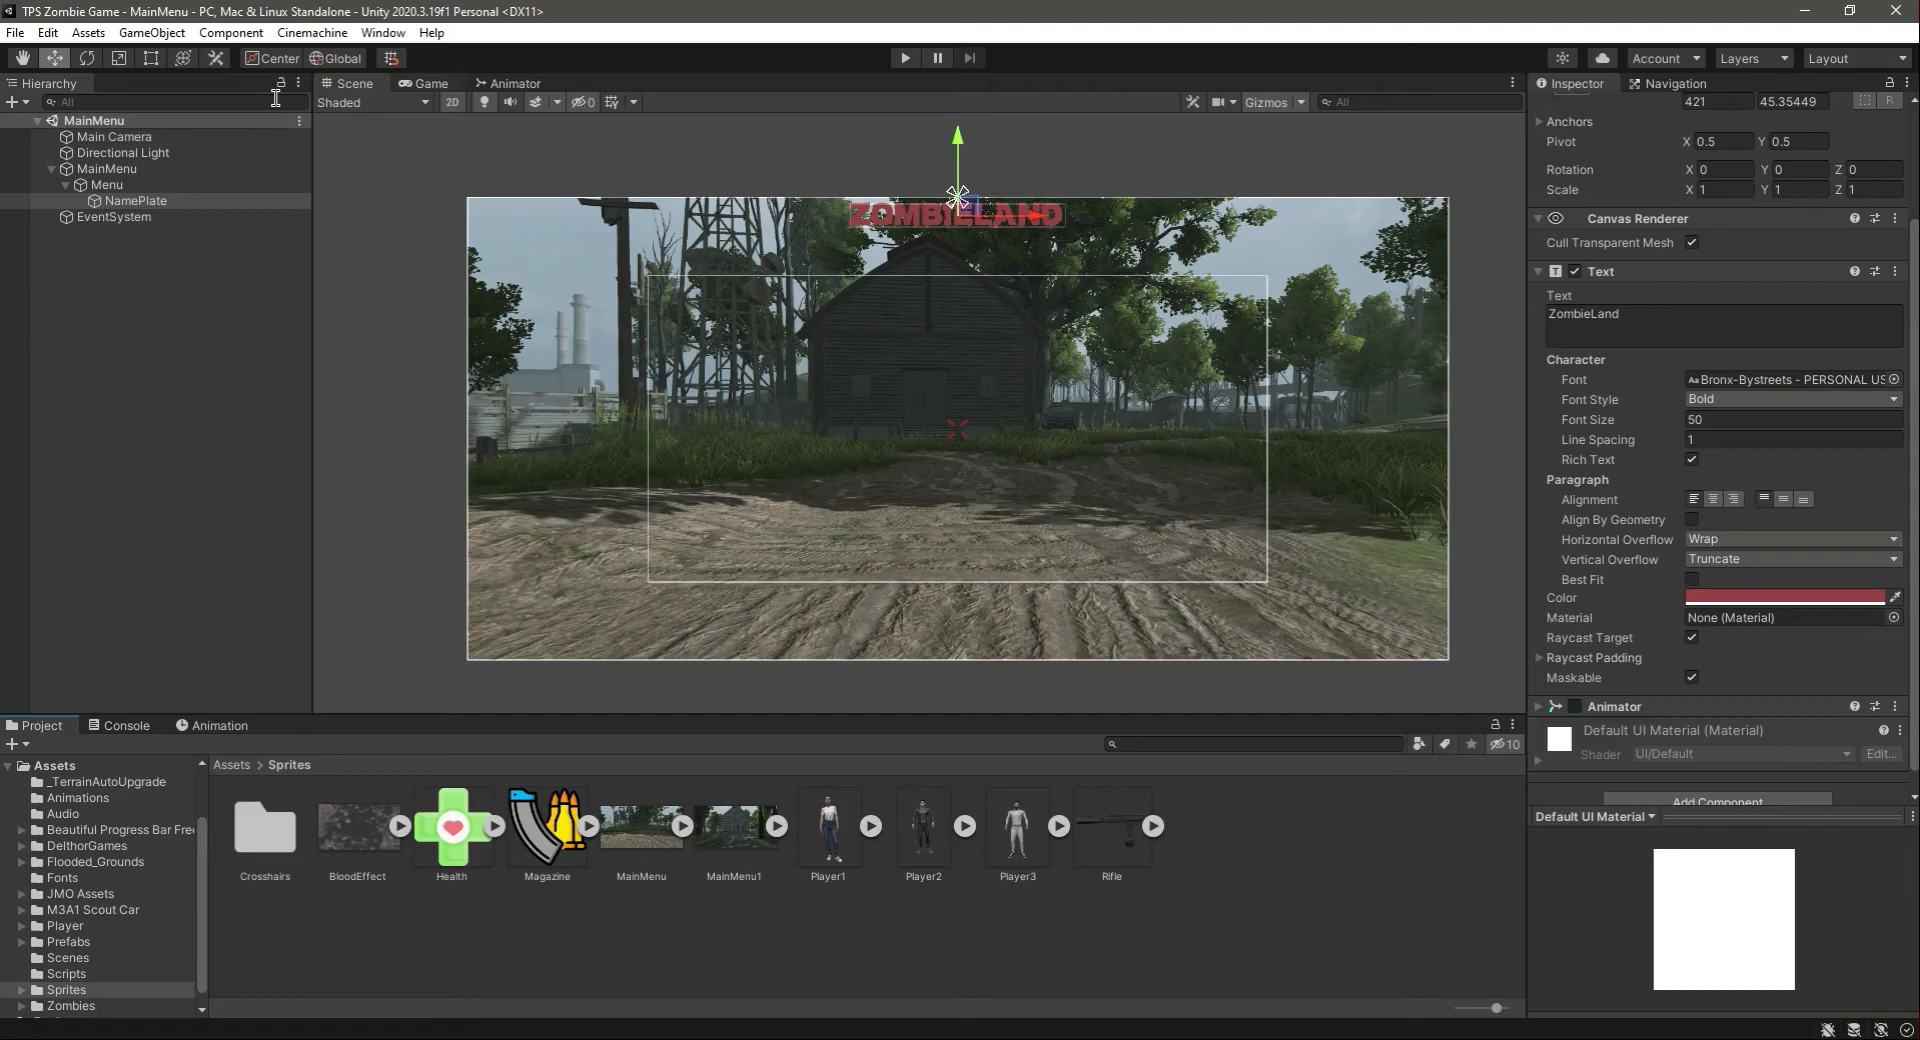 TPS Zombie Game - MainMenu - PC, Mac & Linux Standalone - Unity 2020.3.19f1 Personal <DX11>
File Edit Assets GameObject Component Cinemachine Window Help
Center Global Account Layers Layout
Hierarchy
All
MainMenu
Main Camera
Directional Light
MainMenu
Menu
NamePlate
EventSystem
Scene Game Animator
Shaded 2D 0 Gizmos All
ZOMBIELAND
Inspector Navigation
421 45.35449 R
Anchors
Pivot X 0.5 Y 0.5
Rotation X 0 Y 0 Z 0
Scale X 1 Y 1 Z 1
Canvas Renderer
Cull Transparent Mesh
T Text
Text
ZombieLand
Character
Font Aa Bronx-Bystreets - PERSONAL US
Font Style Bold
Font Size 50
Line Spacing 1
Rich Text
Paragraph
Alignment
Align By Geometry
Horizontal Overflow Wrap
Vertical Overflow Truncate
Best Fit
Color
Material None (Material)
Raycast Target
Raycast Padding
Maskable
Animator
Default UI Material (Material)
Shader UI/Default Edit...
Add Component
Default UI Material
Project Console Animation
10
Assets
_TerrainAutoUpgrade
Animations
Audio
Beautiful Progress Bar Free
DelthorGames
Flooded_Grounds
Fonts
JMO Assets
M3A1 Scout Car
Player
Prefabs
Scenes
Scripts
Sprites
Zombies
Assets > Sprites
Crosshairs BloodEffect Health Magazine MainMenu MainMenu1 Player1 Player2 Player3 Rifle